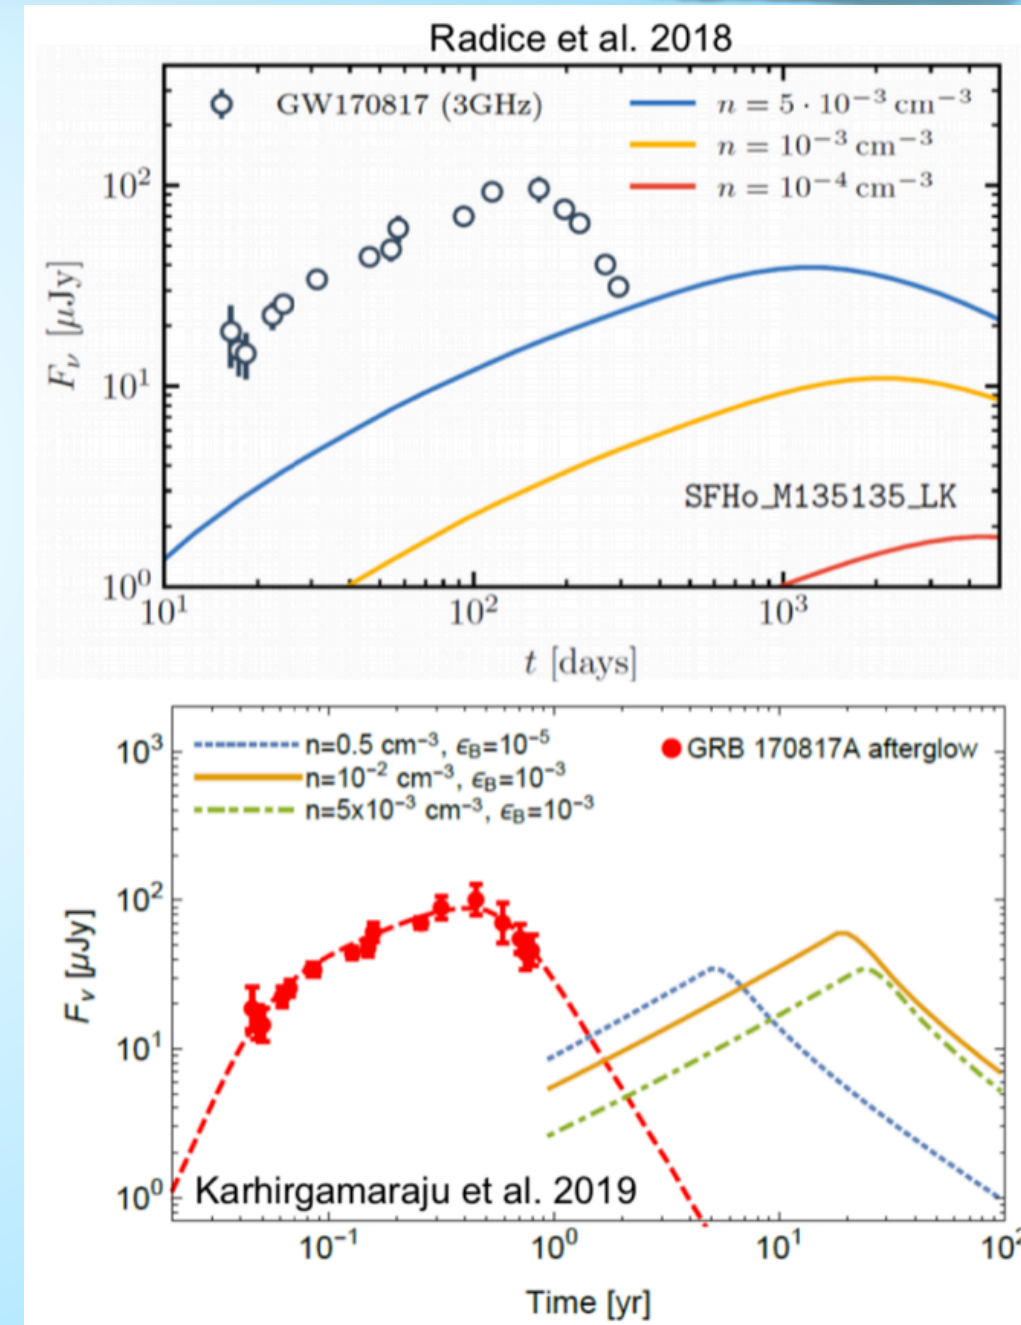 Radice et al. 2018
GW170817 (3GHz)
n = 5 · 10⁻³ cm⁻³
n = 10⁻³ cm⁻³
n = 10⁻⁴ cm⁻³
10²
10¹
10⁰
F_ν [μJy]
SFHo_M135135_LK
10¹ 10² 10³
t [days]
n=0.5 cm⁻³, ϵ_B=10⁻⁵
n=10⁻² cm⁻³, ϵ_B=10⁻³
n=5x10⁻³ cm⁻³, ϵ_B=10⁻³
GRB 170817A afterglow
10³
10²
10¹
10⁰
F_ν [μJy]
Karhirgamaraju et al. 2019
10⁻¹ 10⁰ 10¹ 10²
Time [yr]